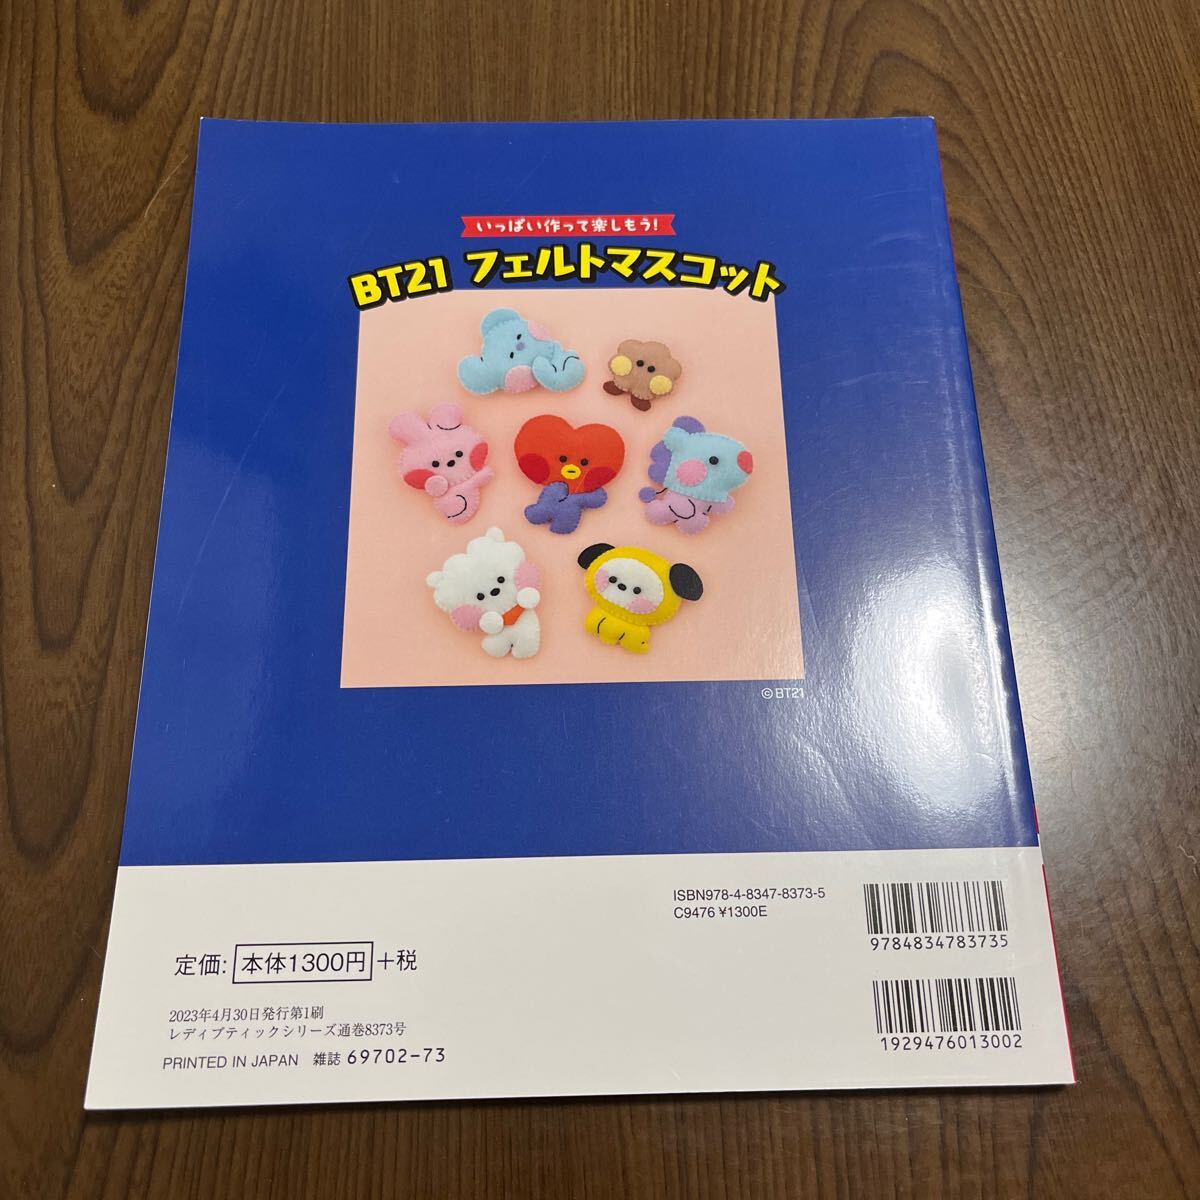 いっぱい作って楽しもう!
BT21 フェルトマスコット
©BT21
ISBN978-4-8347-8373-5
C9476 ¥1300E
9784834783735
定価: 本体1300円 +税
1929476013002
2023年4月30日発行第1刷
レディブティックシリーズ通巻8373号
PRINTED IN JAPAN 雑誌 69702-73